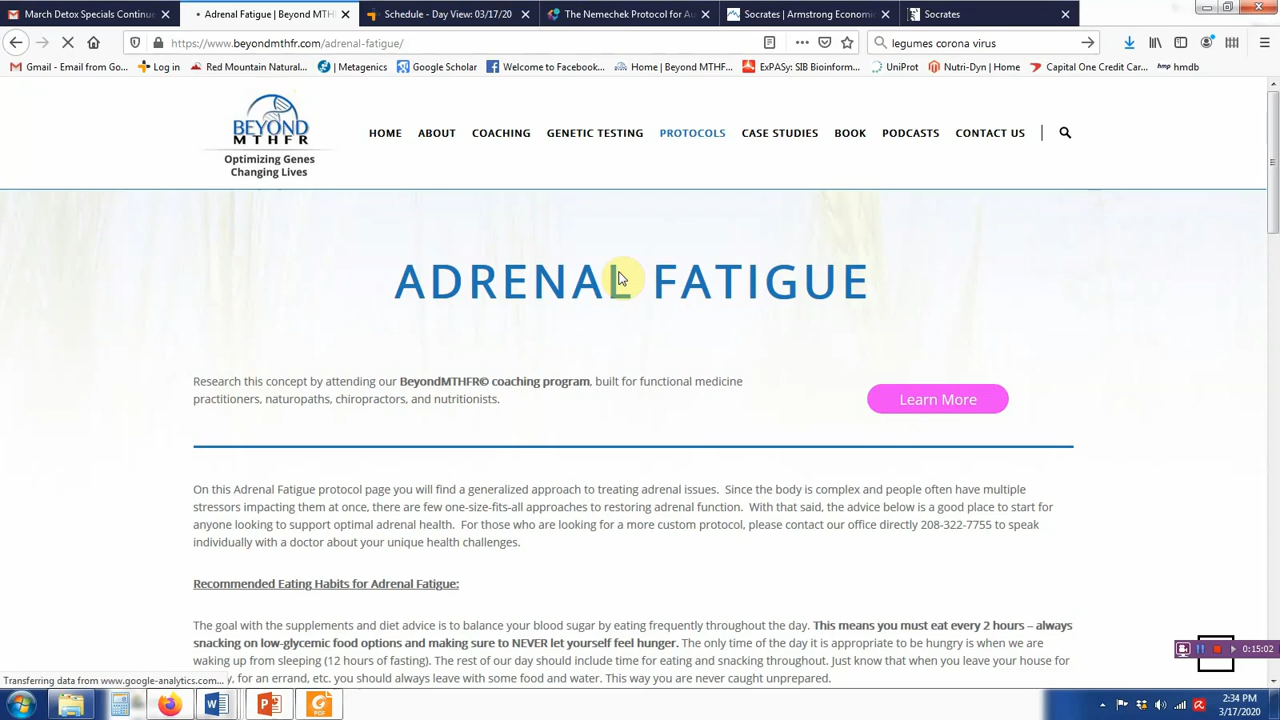 March Detox Specials Continue
Adrenal Fatigue | Beyond MTHF
Schedule - Day View: 03/17/20
The Nemechek Protocol for Au
Socrates | Armstrong Economic
Socrates
https://www.beyondmthfr.com/adrenal-fatigue/
legumes corona virus
Gmail - Email from Go...
Log in
Red Mountain Natural...
| Metagenics
Google Scholar
Welcome to Facebook...
Home | Beyond MTHF...
ExPASy: SIB Bioinfom...
UniProt
Nutri-Dyn | Home
Capital One Credit Car...
hmp
hmdb
BEYOND
MTHFR
Optimizing Genes
Changing Lives
HOME
ABOUT
COACHING
GENETIC TESTING
PROTOCOLS
CASE STUDIES
BOOK
PODCASTS
CONTACT US
ADRENAL FATIGUE
Research this concept by attending our BeyondMTHFR© coaching program, built for functional medicine
practitioners, naturopaths, chiropractors, and nutritionists.
Learn More
On this Adrenal Fatigue protocol page you will find a generalized approach to treating adrenal issues. Since the body is complex and people often have multiple
stressors impacting them at once, there are few one-size-fits-all approaches to restoring adrenal function. With that said, the advice below is a good place to start for
anyone looking to support optimal adrenal health. For those who are looking for a more custom protocol, please contact our office directly 208-322-7755 to speak
individually with a doctor about your unique health challenges.
Recommended Eating Habits for Adrenal Fatigue:
The goal with the supplements and diet advice is to balance your blood sugar by eating frequently throughout the day. This means you must eat every 2 hours – always
snacking on low-glycemic food options and making sure to NEVER let yourself feel hunger. The only time of the day it is appropriate to be hungry is when we are
waking up from sleeping (12 hours of fasting). The rest of our day should include time for eating and snacking throughout. Just know that when you leave your house for
, for an errand, etc. you should always leave with some food and water. This way you are never caught unprepared.
Transferring data from www.google-analytics.com...
0:15:02
2:34 PM
3/17/2020